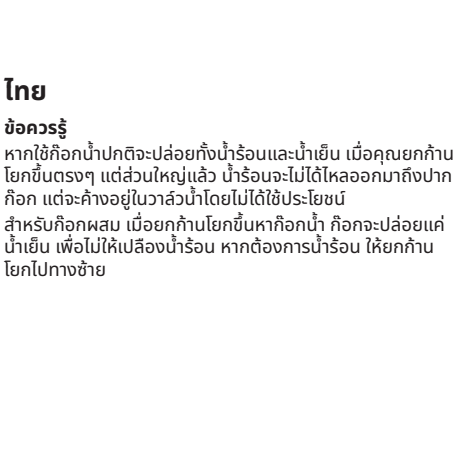 ไทย
ข้อควรรู้
หากใช้ก๊อกน้ำปกติจะปล่อยทั้งน้ำร้อนและน้ำเย็น เมื่อคุณยกก้าน
โยกขึ้นตรงๆ แต่ส่วนใหญ่แล้ว น้ำร้อนจะไม่ได้ไหลออกมาถึงปาก
ก๊อก แต่จะค้างอยู่ในวาล์วน้ำโดยไม่ได้ใช้ประโยชน์
สำหรับก๊อกผสม เมื่อยกก้านโยกขึ้นหาก๊อกน้ำ ก๊อกจะปล่อยแค่
น้ำเย็น เพื่อไม่ให้เปลืองน้ำร้อน หากต้องการน้ำร้อน ให้ยกก้าน
โยกไปทางซ้าย